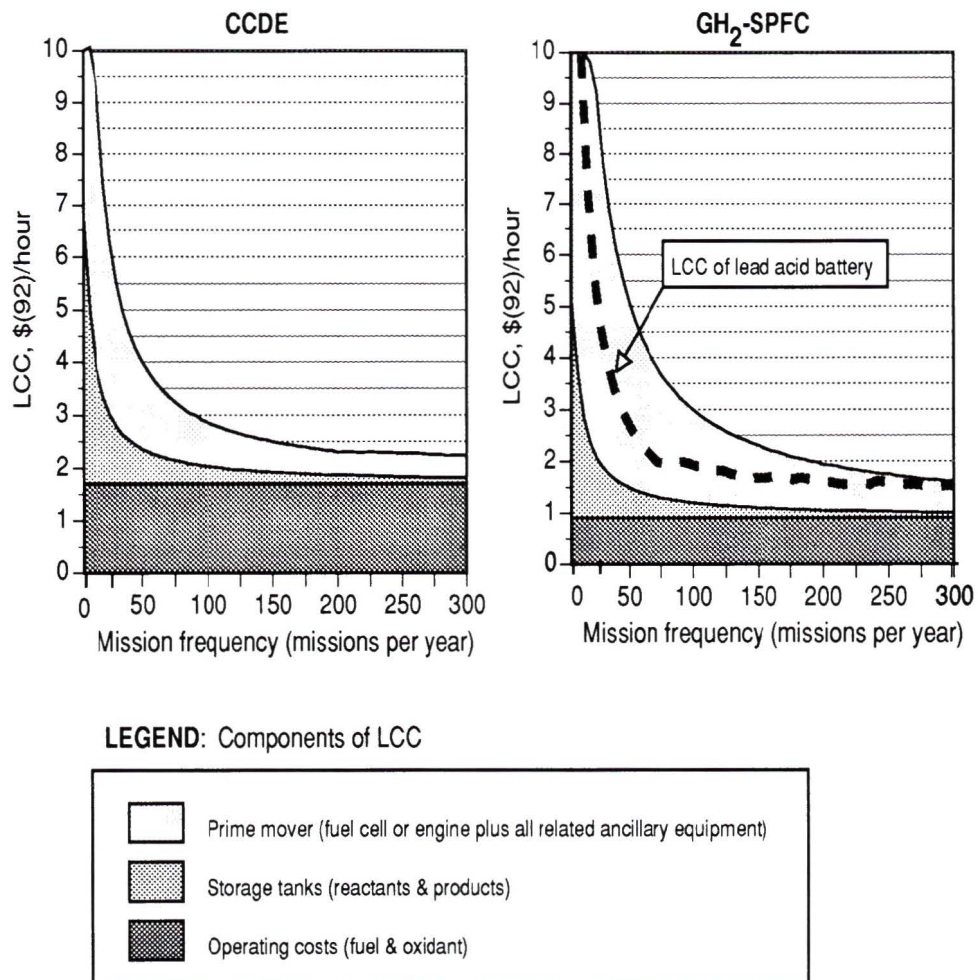 CCDE
10
9
8
7
6
5
4
3
2
1
0
LCC, $(92)/hour
0 50 100 150 200 250 300
Mission frequency (missions per year)
GH2-SPFC
10
9
8
7
6
5
4
3
2
1
0
LCC, $(92)/hour
LCC of lead acid battery
0 50 100 150 200 250 300
Mission frequency (missions per year)
LEGEND: Components of LCC
Prime mover (fuel cell or engine plus all related ancillary equipment)
Storage tanks (reactants & products)
Operating costs (fuel & oxidant)